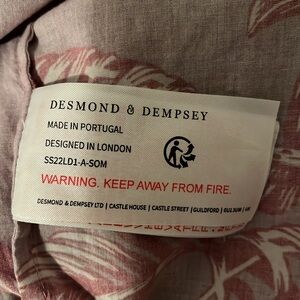 DESMOND & DEMPSEY
MADE IN PORTUGAL
DESIGNED IN LONDON
SS22LD1-A-SOM
WARNING. KEEP AWAY FROM FIRE.
DESMOND & DEMPSEY LTD | CASTLE HOUSE | CASTLE STREET | GUILDFORD |